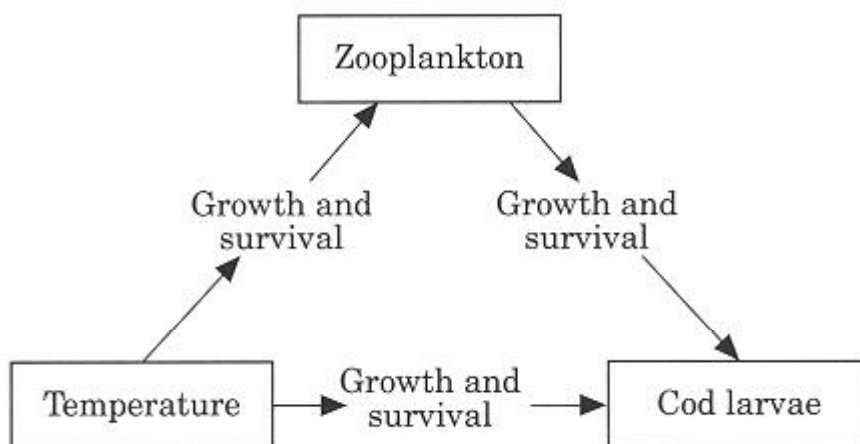 Zooplankton
Growth and
survival
Growth and
survival
Temperature
Growth and
survival
Cod larvae